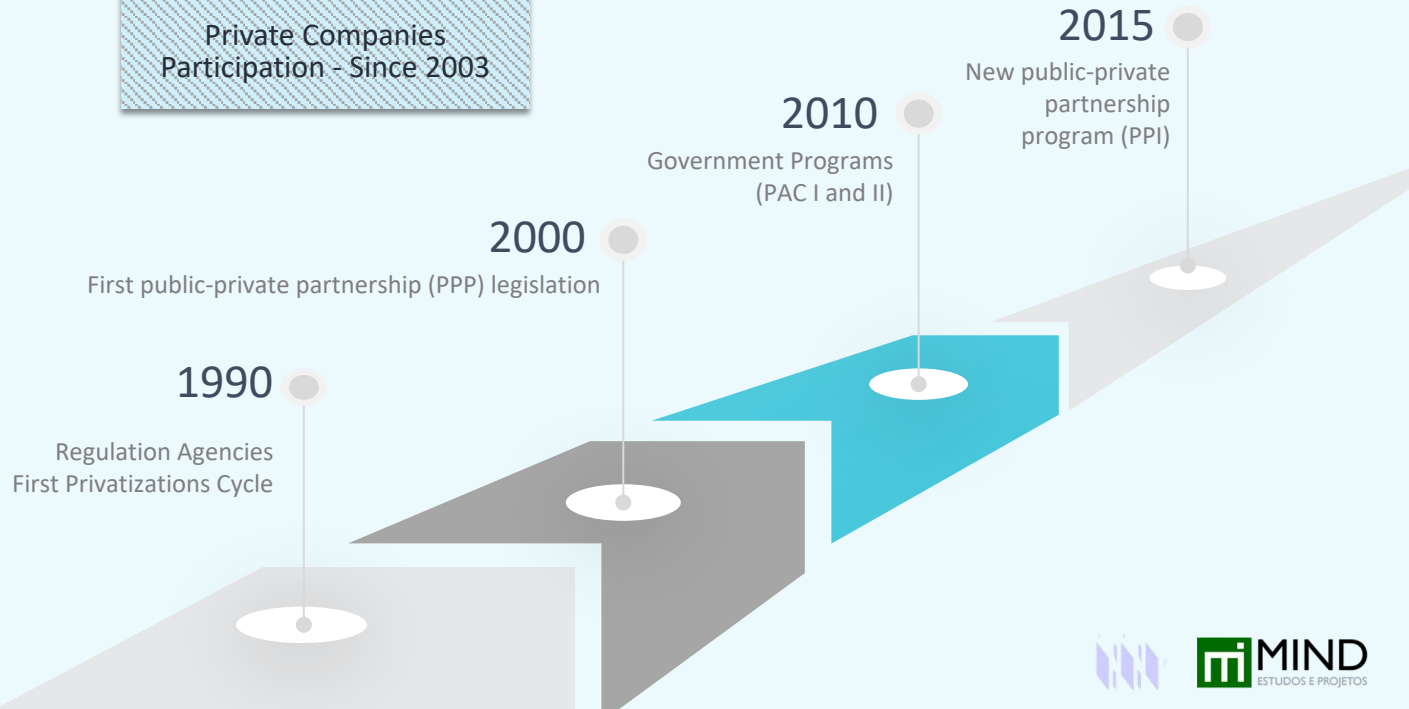 Private Companies
Participation - Since 2003
2015
New public-private
partnership
program (PPI)
2010
Government Programs
(PAC I and II)
2000
First public-private partnership (PPP) legislation
1990
Regulation Agencies
First Privatizations Cycle
mi MIND
ESTUDOS E PROJETOS